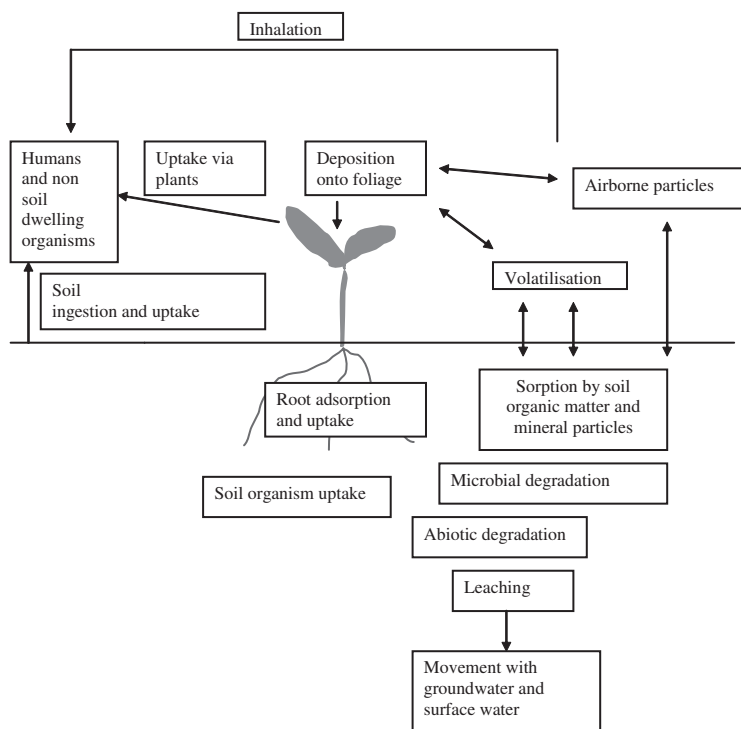 Inhalation
Humans
and non
soil
dwelling
organisms
Uptake via
plants
Deposition
onto foliage
Airborne particles
Volatilisation
Soil
ingestion and uptake
Root adsorption
and uptake
Sorption by soil
organic matter and
mineral particles
Soil organism uptake
Microbial degradation
Abiotic degradation
Leaching
Movement with
groundwater and
surface water